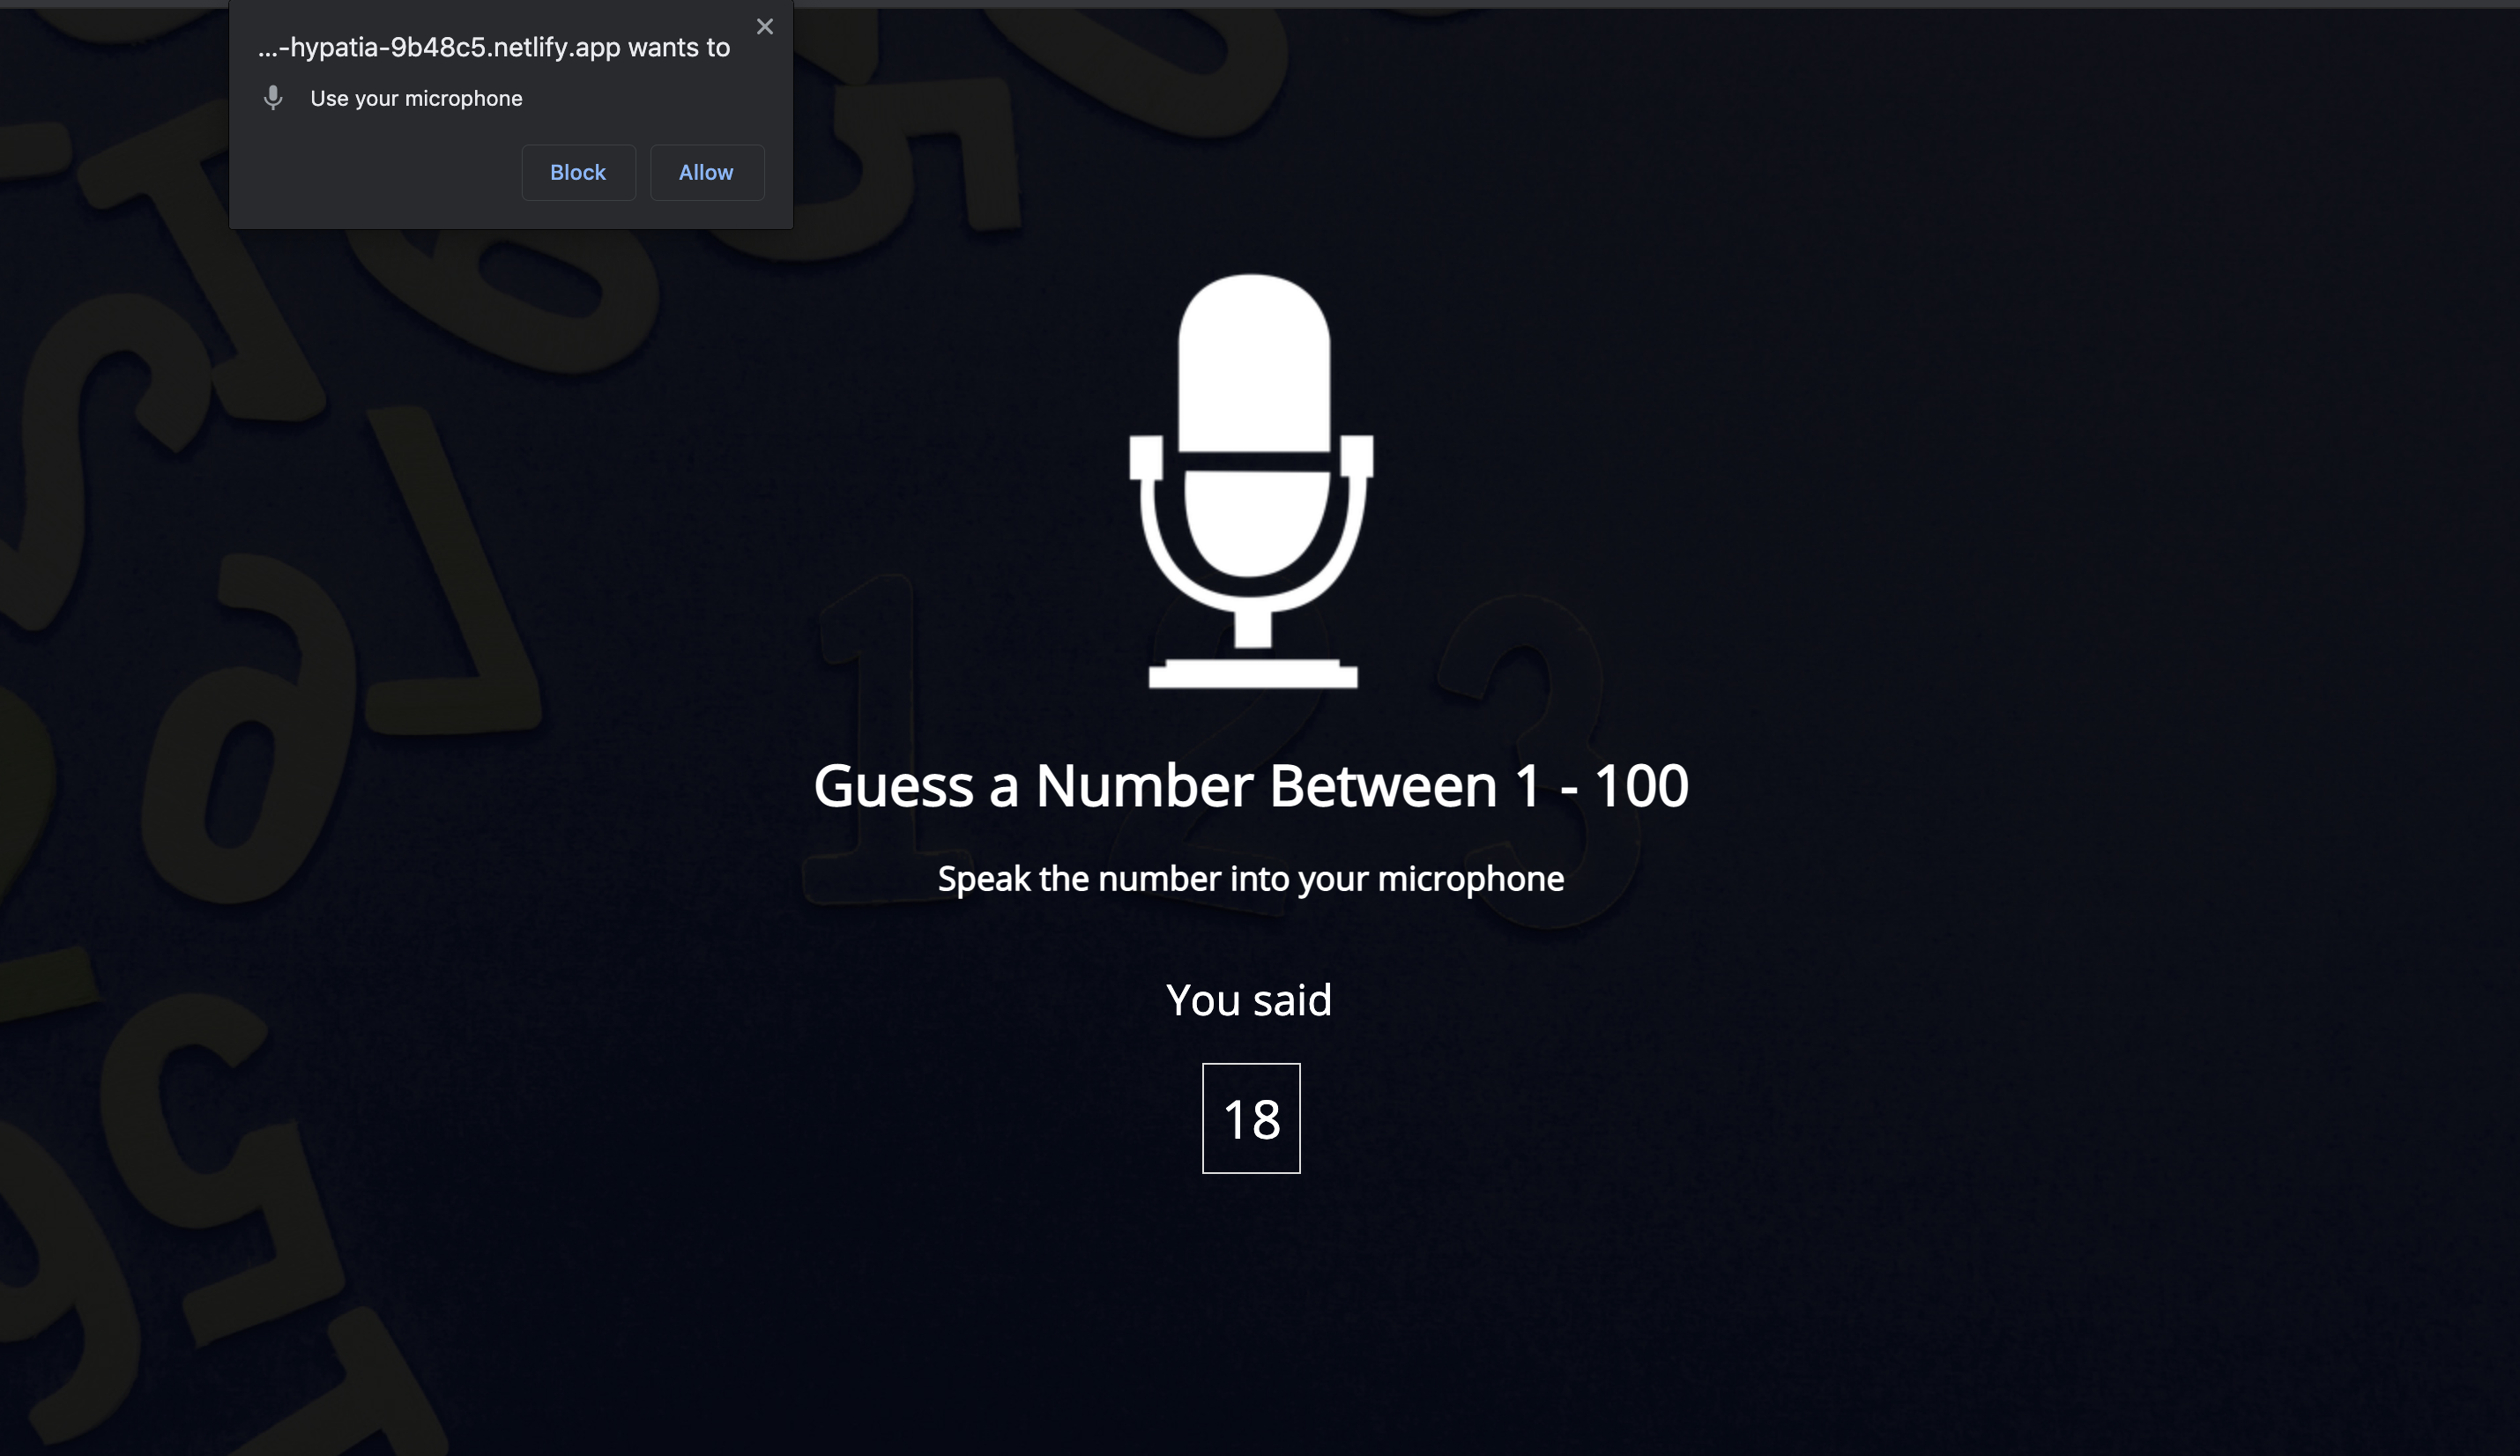 ...-hypatia-9b48c5.netlify.app wants to
Use your microphone
Block
Allow
Guess a Number Between 1 - 100
Speak the number into your microphone
You said
18